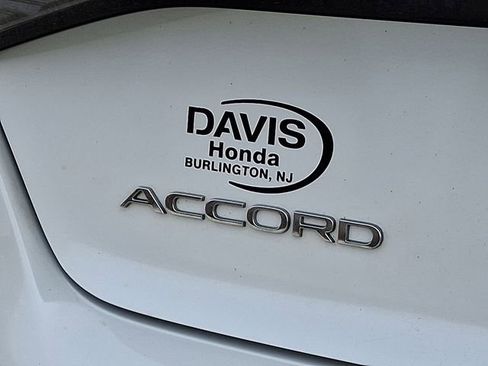 DAVIS
Honda
BURLINGTON, NJ
ACCORD